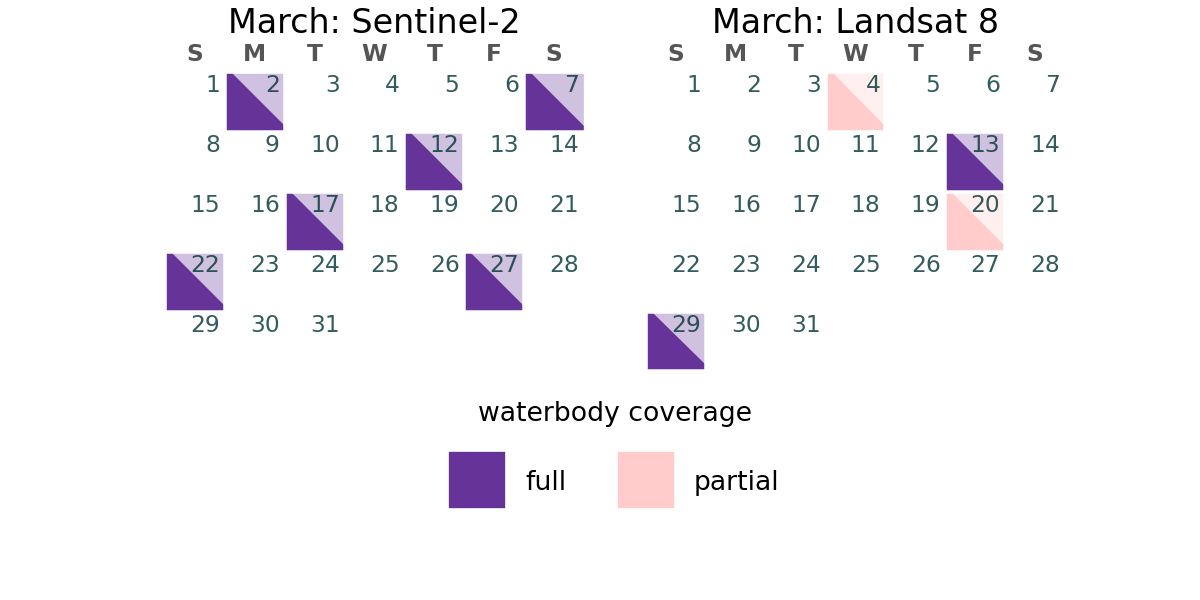 March: Sentinel-2
S M T W T F S
1 2 3 4 5 6 7
8 9 10 11 12 13 14
15 16 17 18 19 20 21
22 23 24 25 26 27 28
29 30 31
March: Landsat 8
S M T W T F S
1 2 3 4 5 6 7
8 9 10 11 12 13 14
15 16 17 18 19 20 21
22 23 24 25 26 27 28
29 30 31
waterbody coverage
full
partial